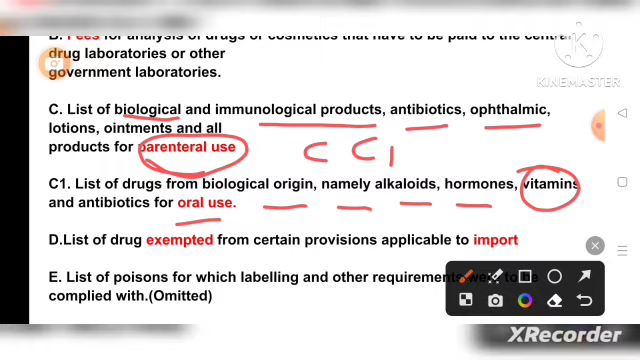 B. Fees for analysis of drugs or cosmetics that have to be paid to the central
drug laboratories or other
government laboratories.
C. List of biological and immunological products, antibiotics, ophthalmic,
lotions, ointments and all
products for parenteral use
C C1
C1. List of drugs from biological origin, namely alkaloids, hormones, vitamins
and antibiotics for oral use.
D.List of drug exempted from certain provisions applicable to import
E. List of poisons for which labelling and other requirements were to be
complied with.(Omitted)
KINEMASTER
XRecorder